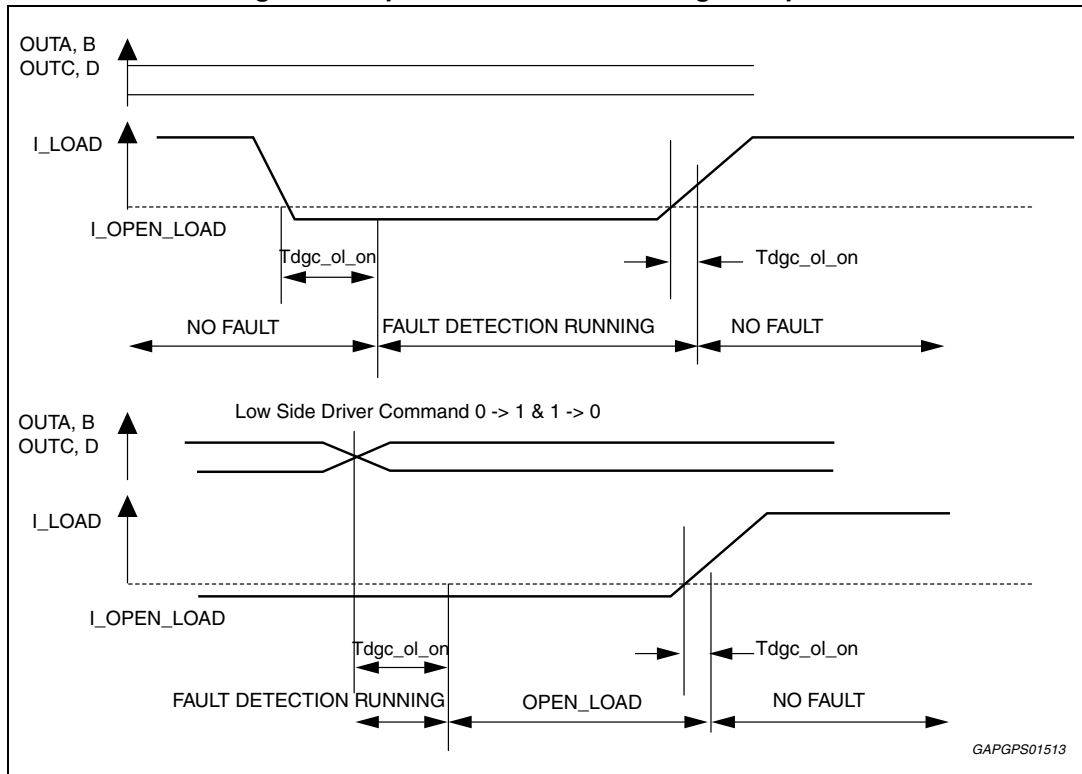 OUTA, B
OUTC, D
I_LOAD
I_OPEN_LOAD
Tdgc_ol_on
Tdgc_ol_on
NO FAULT
FAULT DETECTION RUNNING
NO FAULT
Low Side Driver Command 0 -> 1 & 1 -> 0
OUTA, B
OUTC, D
I_LOAD
I_OPEN_LOAD
Tdgc_ol_on
Tdgc_ol_on
FAULT DETECTION RUNNING
OPEN_LOAD
NO FAULT
GAPGPS01513